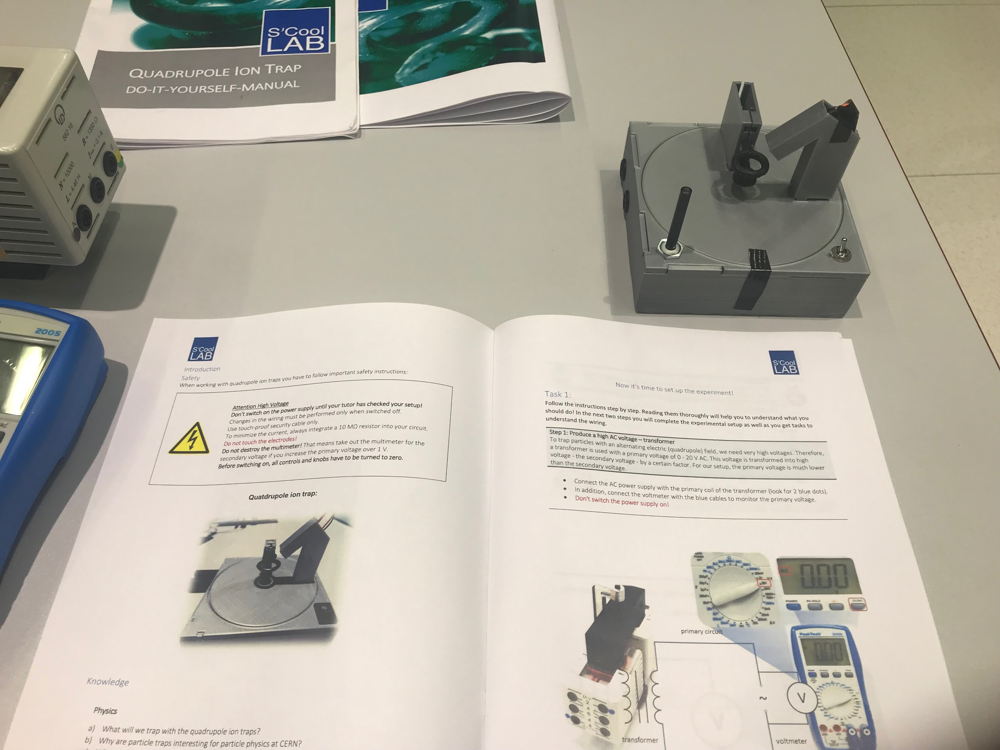 S'Cool
LAB
QUADRUPOLE ION TRAP
DO-IT-YOURSELF-MANUAL
562 16
N = 10000
R = 1350 Ω
L = 4,46 H
Imax = 0,1 A
A
M
E
2005
AC
S'Cool
LAB
Introduction
Safety
When working with quadrupole ion traps you have to follow important safety instructions:
Attention High Voltage
Don't switch on the power supply until your tutor has checked your setup!
Changes in the wiring must be performed only when switched off.
Use touch-proof security cable only.
To minimize the current, always integrate a 10 MΩ resistor into your circuit.
Do not touch the electrodes!
Do not destroy the multimeter! That means take out the multimeter for the
secondary voltage if you increase the primary voltage over 1 V.
Before switching on, all controls and knobs have to be turned to zero.
Quatdrupole ion trap:
Knowledge
Physics
a) What will we trap with the quadrupole ion traps?
b) Why are particle traps interesting for particle physics at CERN?
S'Cool
LAB
Now it's time to set up the experiment!
Task 1:
Follow the instructions step by step. Reading them thoroughly will help you to understand what you
should do! In the next two steps you will complete the experimental setup as well as you get tasks to
understand the wiring.
Step 1: Produce a high AC voltage – transformer
To trap particles with an alternating electric (quadrupole) field, we need very high voltages. Therefore,
a transformer is used with a primary voltage of 0 - 20 V AC. This voltage is transformed into high
voltage - the secondary voltage - by a certain factor. For our setup, the primary voltage is much lower
than the secondary voltage.
• Connect the AC power supply with the primary coil of the transformer (look for 2 blue dots).
• In addition, connect the voltmeter with the blue cables to monitor the primary voltage.
• Don't switch the power supply on!
AUTO
POWER
OFF
AC
0.00
POWER
PK HOLD
DC/AC
primary circuit
PeakTech 2005
0.00
~
V
transformer
voltmeter